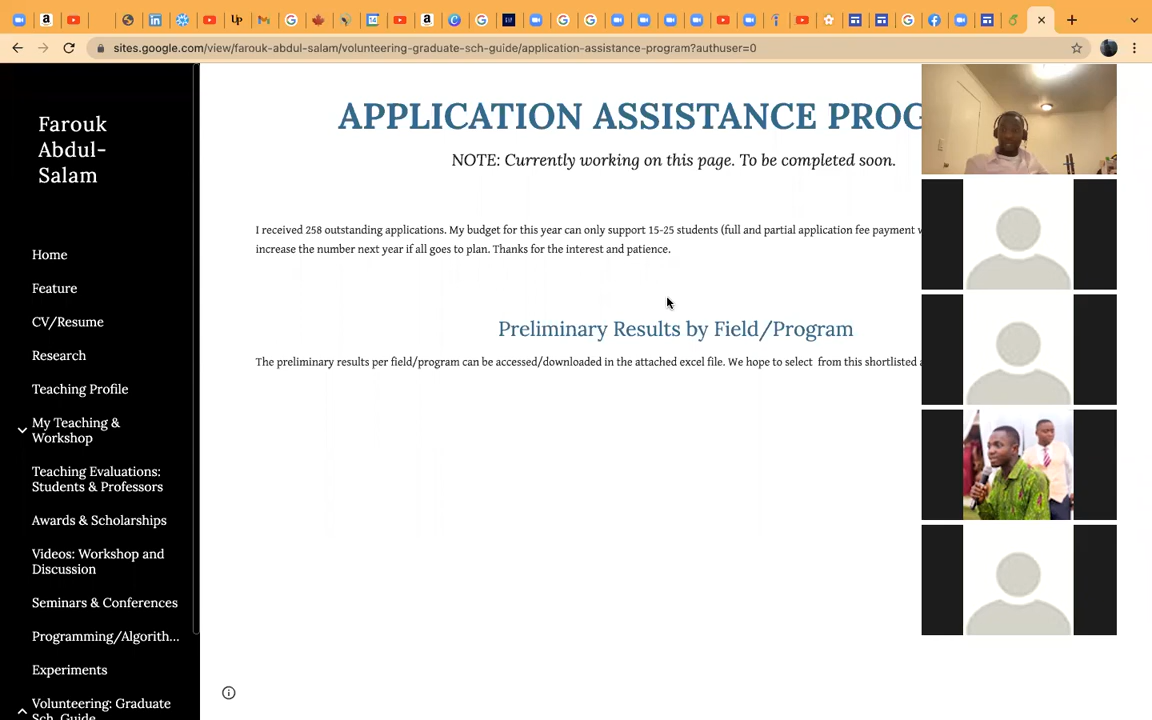 sites.google.com/view/farouk-abdul-salam/volunteering-graduate-sch-guide/application-assistance-program?authuser=0
Farouk
Abdul-
Salam
Home
Feature
CV/Resume
Research
Teaching Profile
My Teaching &
Workshop
Teaching Evaluations:
Students & Professors
Awards & Scholarships
Videos: Workshop and
Discussion
Seminars & Conferences
Programming/Algorith...
Experiments
Volunteering: Graduate
Sch. Guide
APPLICATION ASSISTANCE PROG
NOTE: Currently working on this page. To be completed soon.
I received 258 outstanding applications. My budget for this year can only support 15-25 students (full and partial application fee payment
increase the number next year if all goes to plan. Thanks for the interest and patience.
Preliminary Results by Field/Program
The preliminary results per field/program can be accessed/downloaded in the attached excel file. We hope to select from this shortlisted